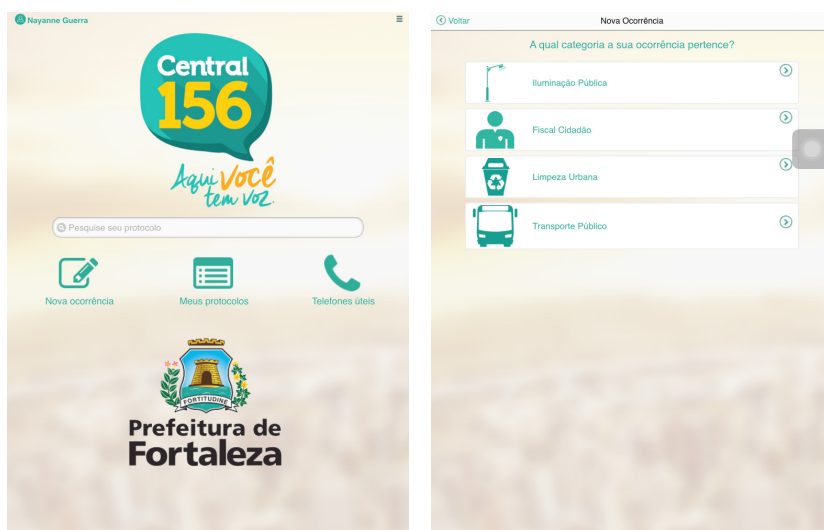 Nayanne Guerra
Central
156
Aqui Você
tem voz.
Pesquise seu protocolo
Nova ocorrência
Meus protocolos
Telefones úteis
FORTITUDINE
Prefeitura de
Fortaleza
Voltar
Nova Ocorrência
A qual categoria a sua ocorrência pertence?
Iluminação Pública
Fiscal Cidadão
Limpeza Urbana
Transporte Público